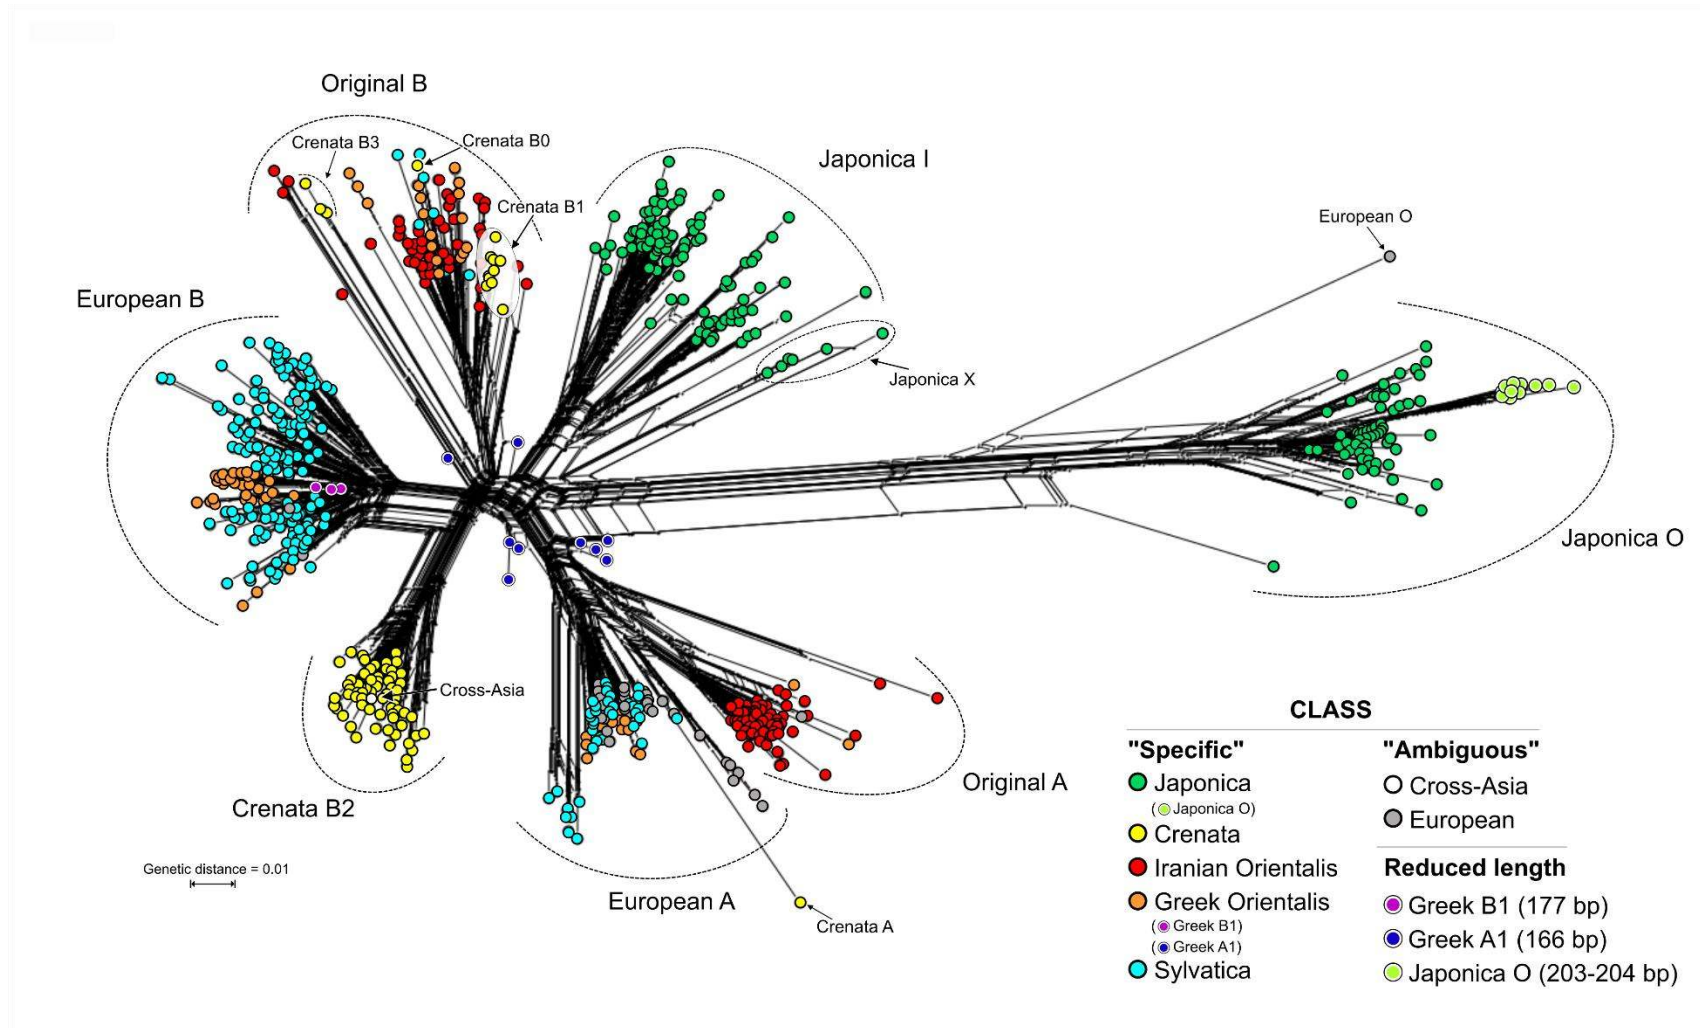 Original B
Crenata B3
Crenata B0
Japonica I
Crenata B1
European O
European B
Japonica X
Japonica O
Cross-Asia
CLASS
"Specific"
"Ambiguous"
Japonica
Cross-Asia
( Japonica O)
European
Crenata
Iranian Orientalis
Reduced length
Greek Orientalis
Greek B1 (177 bp)
( Greek B1)
Greek A1 (166 bp)
( Greek A1)
Sylvatica
Japonica O (203-204 bp)
Original A
Crenata B2
Genetic distance = 0.01
European A
Crenata A